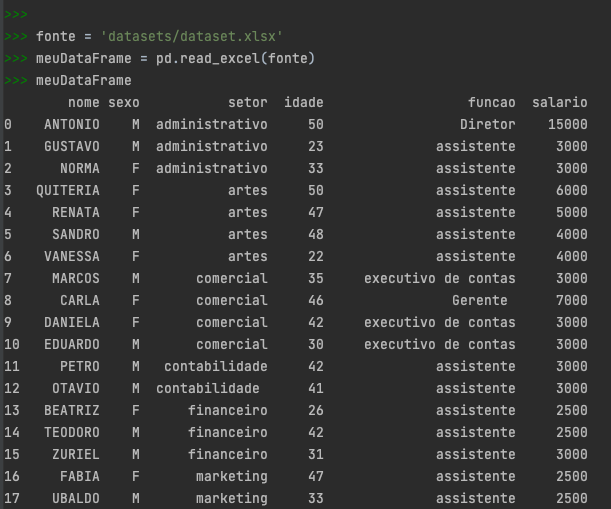 >>>
>>> fonte = 'datasets/dataset.xlsx'
>>> meuDataFrame = pd.read_excel(fonte)
>>> meuDataFrame
        nome sexo           setor  idade                  funcao  salario
0    ANTONIO    M  administrativo     50                 Diretor    15000
1    GUSTAVO    M  administrativo     23              assistente     3000
2      NORMA    F  administrativo     33              assistente     3000
3   QUITERIA    F           artes     50              assistente     6000
4     RENATA    F           artes     47              assistente     5000
5     SANDRO    M           artes     48              assistente     4000
6    VANESSA    F           artes     22              assistente     4000
7     MARCOS    M       comercial     35     executivo de contas     3000
8      CARLA    F       comercial     46                Gerente      7000
9    DANIELA    F       comercial     42     executivo de contas     3000
10   EDUARDO    M       comercial     30     executivo de contas     3000
11     PETRO    M   contabilidade     42              assistente     3000
12    OTAVIO    M  contabilidade      41              assistente     3000
13   BEATRIZ    F      financeiro     26              assistente     2500
14   TEODORO    M      financeiro     42              assistente     2500
15    ZURIEL    M      financeiro     31              assistente     3000
16     FABIA    F       marketing     47              assistente     2500
17    UBALDO    M       marketing     33              assistente     2500